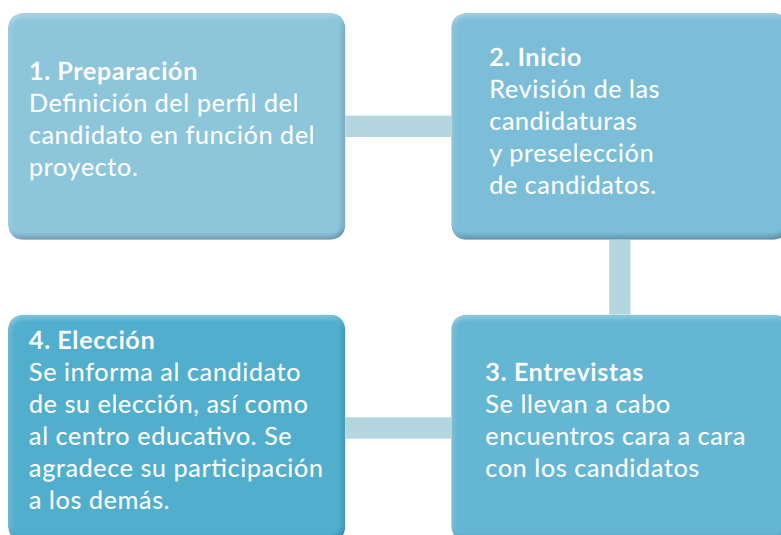 1. Preparación
Definición del perfil del
candidato en función del
proyecto.
2. Inicio
Revisión de las
candidaturas
y preselección
de candidatos.
3. Entrevistas
Se llevan a cabo
encuentros cara a cara
con los candidatos
4. Elección
Se informa al candidato
de su elección, así como
al centro educativo. Se
agradece su participación
a los demás.